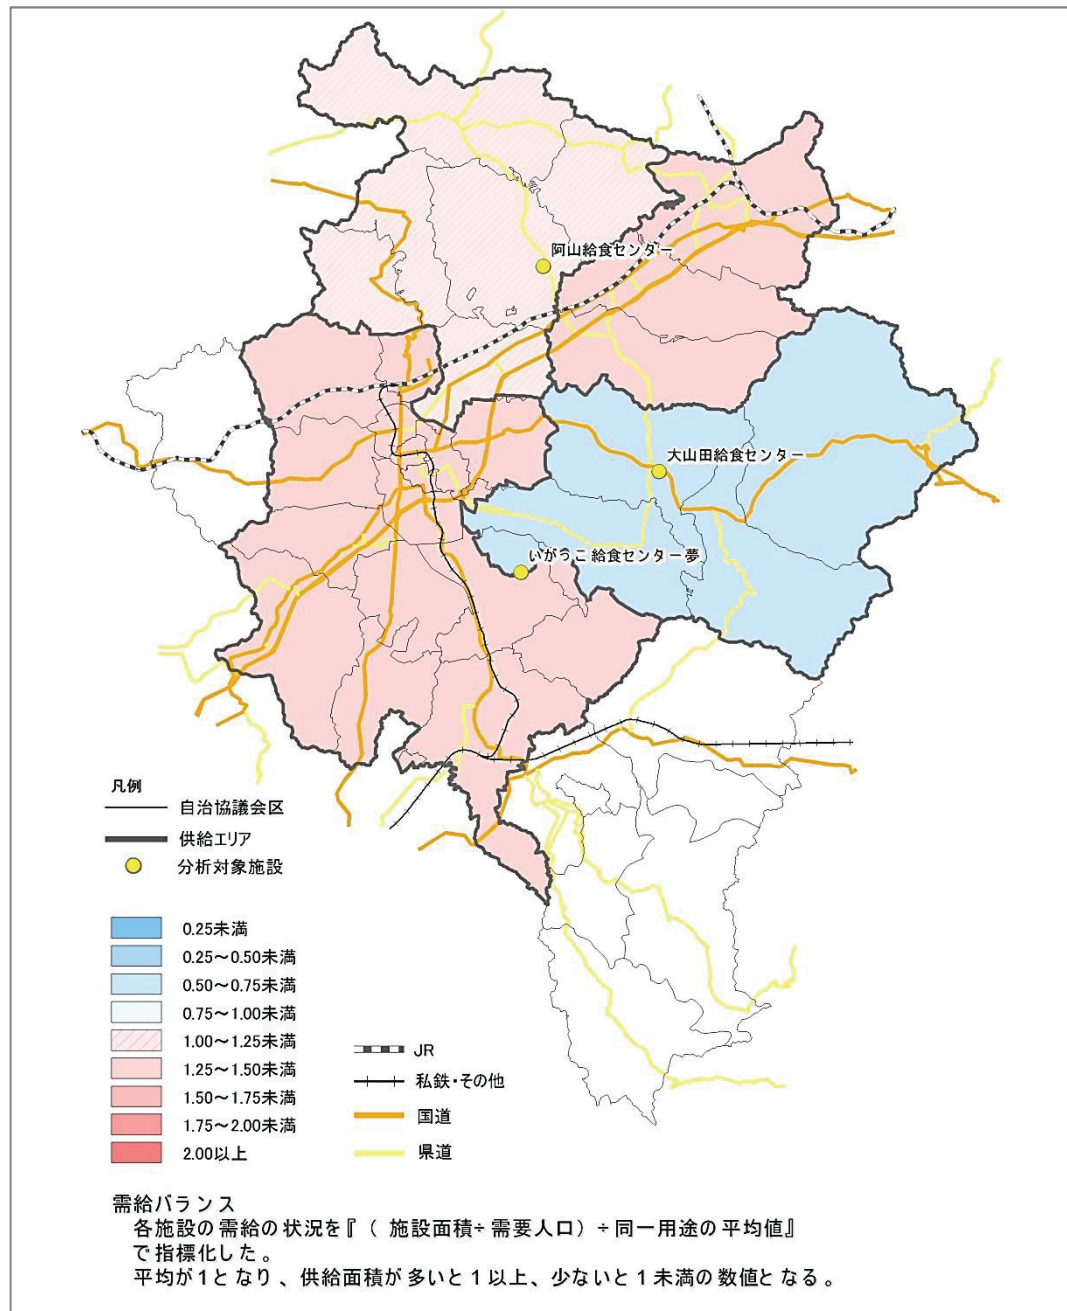 阿山給食センター
大山田給食センター
いがっこ給食センター夢
凡例
自治協議会区
供給エリア
分析対象施設
0.25未満
0.25～0.50未満
0.50～0.75未満
0.75～1.00未満
1.00～1.25未満
1.25～1.50未満
1.50～1.75未満
1.75～2.00未満
2.00以上
JR
私鉄・その他
国道
県道
需給バランス
各施設の需給の状況を『（施設面積÷需要人口）÷同一用途の平均値』
で指標化した。
平均が1となり、供給面積が多いと1以上、少ないと1未満の数値となる。